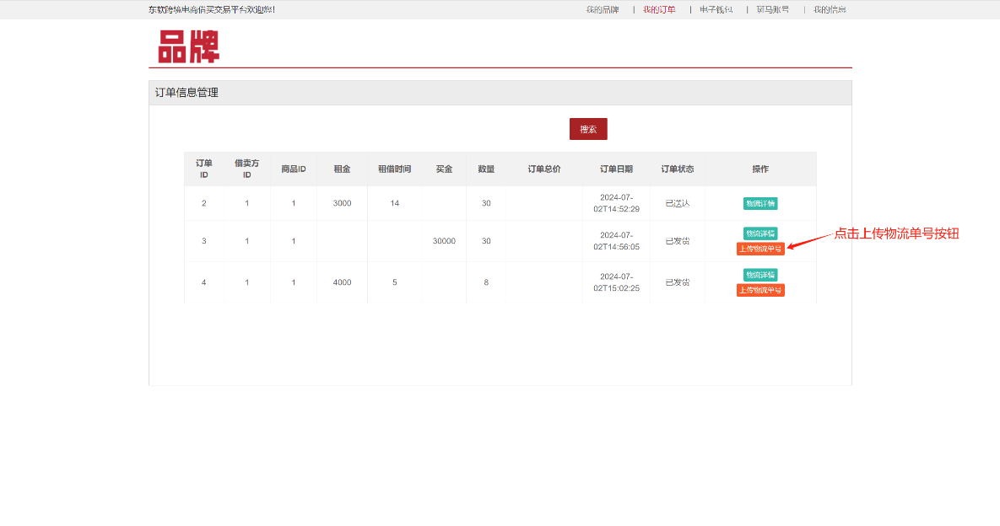 东软跨境电商借买交易平台欢迎您!
我的品牌 | 我的订单 | 电子钱包 | 斑马账号 | 我的信息
品牌
订单信息管理
搜索
订单ID 借卖方ID 商品ID 租金 租借时间 买金 数量 订单总价 订单日期 订单状态 操作
2 1 1 3000 14 30 2024-07-02T14:52:29 已送达 物流详情
3 1 1 30000 30 2024-07-02T14:56:05 已发货 物流详情
上传物流单号
点击上传物流单号按钮
4 1 1 4000 5 8 2024-07-02T15:02:25 已发货 物流详情
上传物流单号